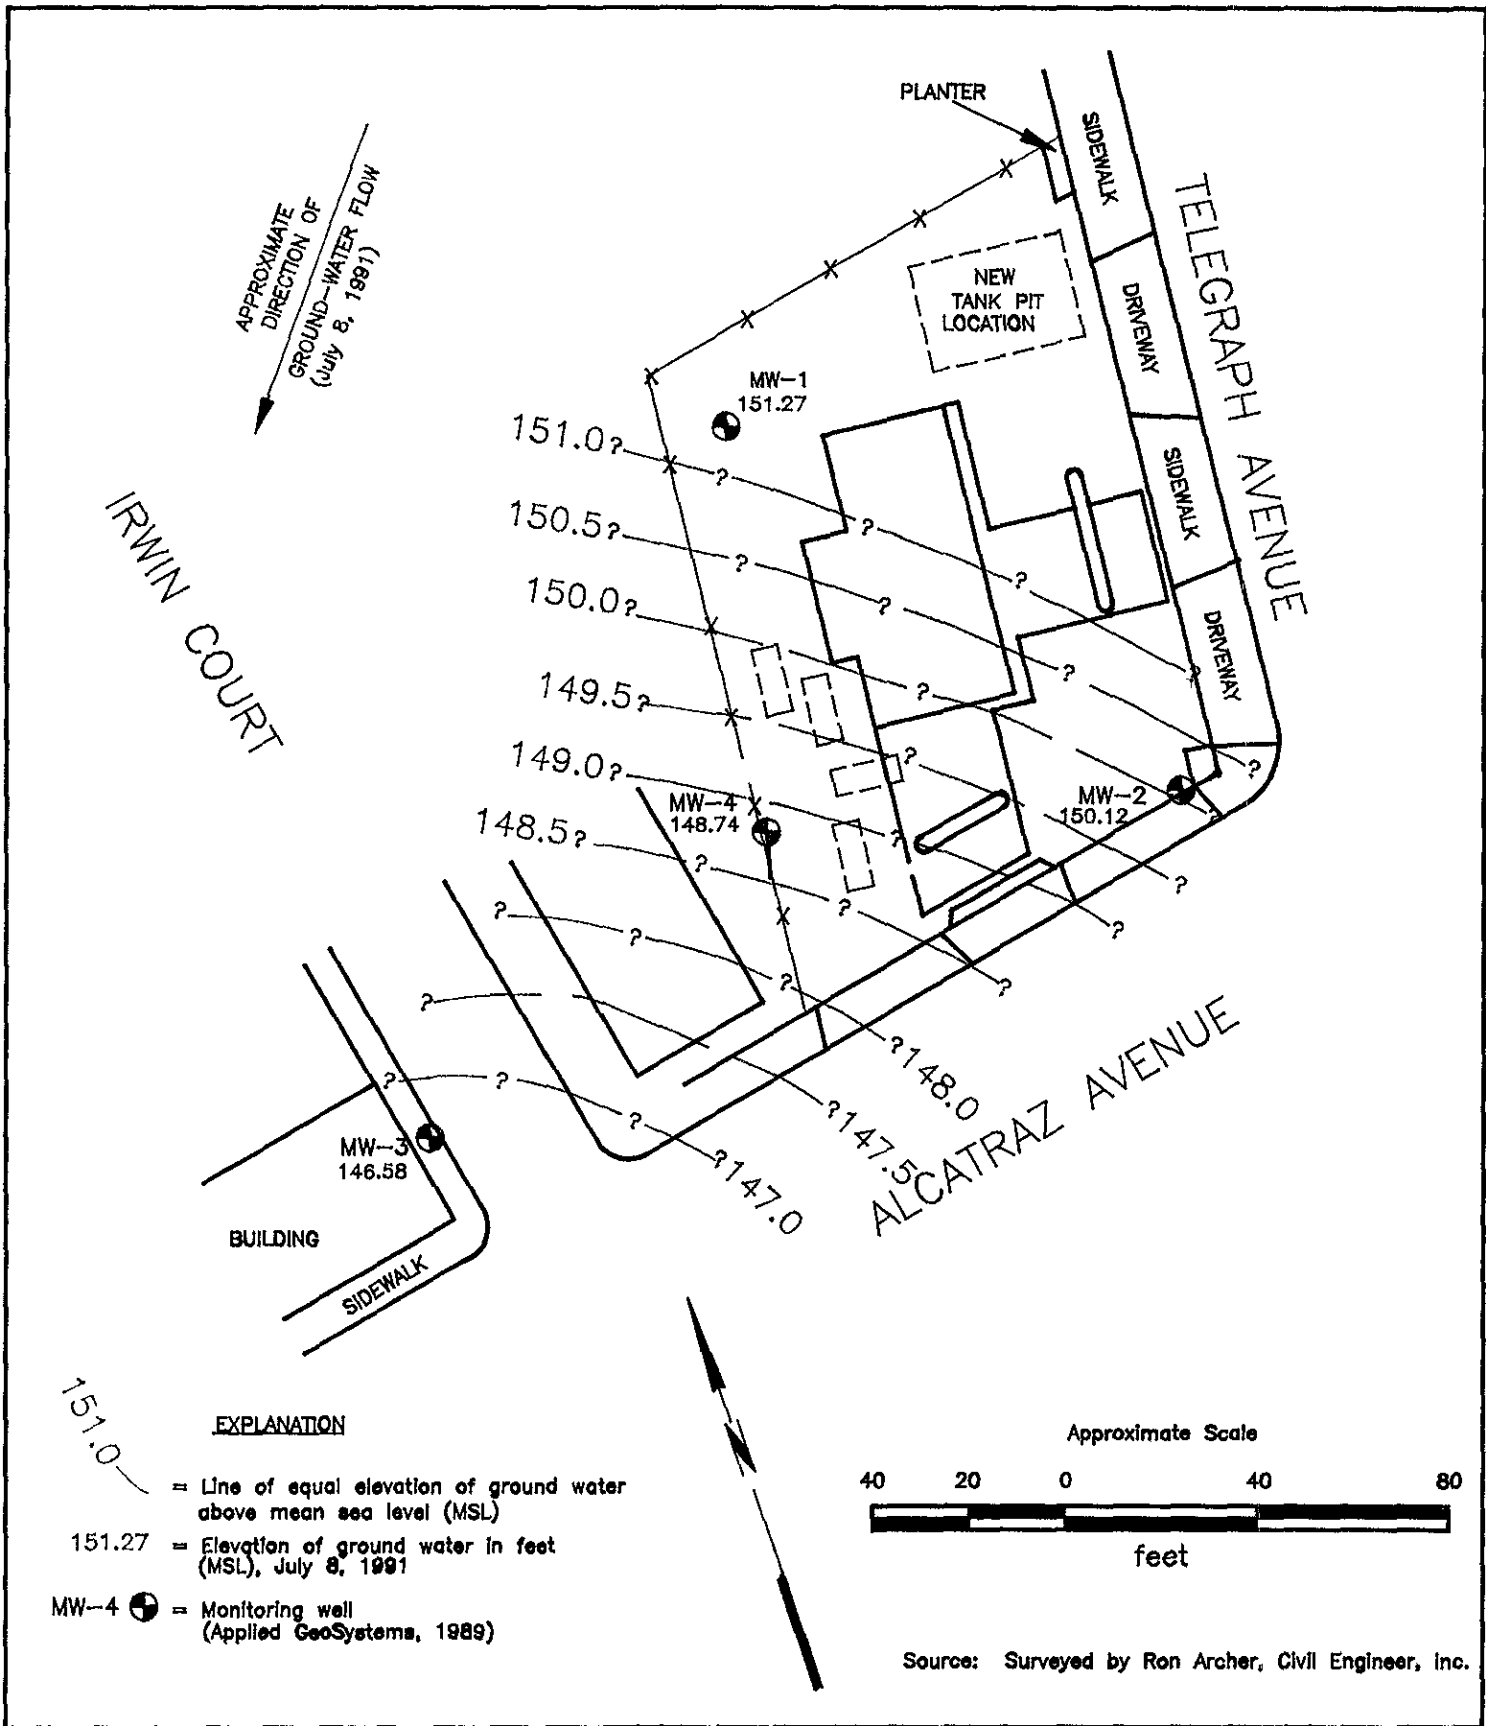 PLANTER
SIDEWALK
TELEGRAPH AVENUE
APPROXIMATE
DIRECTION OF
GROUND-WATER FLOW
(July 8, 1991)
NEW
TANK PIT
LOCATION
DRIVEWAY
MW-1
151.27
151.0?
?
?
?
?
SIDEWALK
150.5?
?
?
?
?
IRWIN COURT
150.0?
?
?
DRIVEWAY
149.5?
?
?
149.0?
?
?
MW-4
148.74
MW-2
150.12
148.5?
?
?
?
?
?
?
?
?148.0
?
?147.5
ALCATRAZ AVENUE
?
?
?
?147.0
MW-3
146.58
BUILDING
SIDEWALK
EXPLANATION
151.0
= Line of equal elevation of ground water
above mean sea level (MSL)
151.27 = Elevation of ground water in feet
(MSL), July 8, 1991
MW-4 = Monitoring well
(Applied GeoSystems, 1989)
Approximate Scale
40 20 0 40 80
feet
Source: Surveyed by Ron Archer, Civil Engineer, Inc.